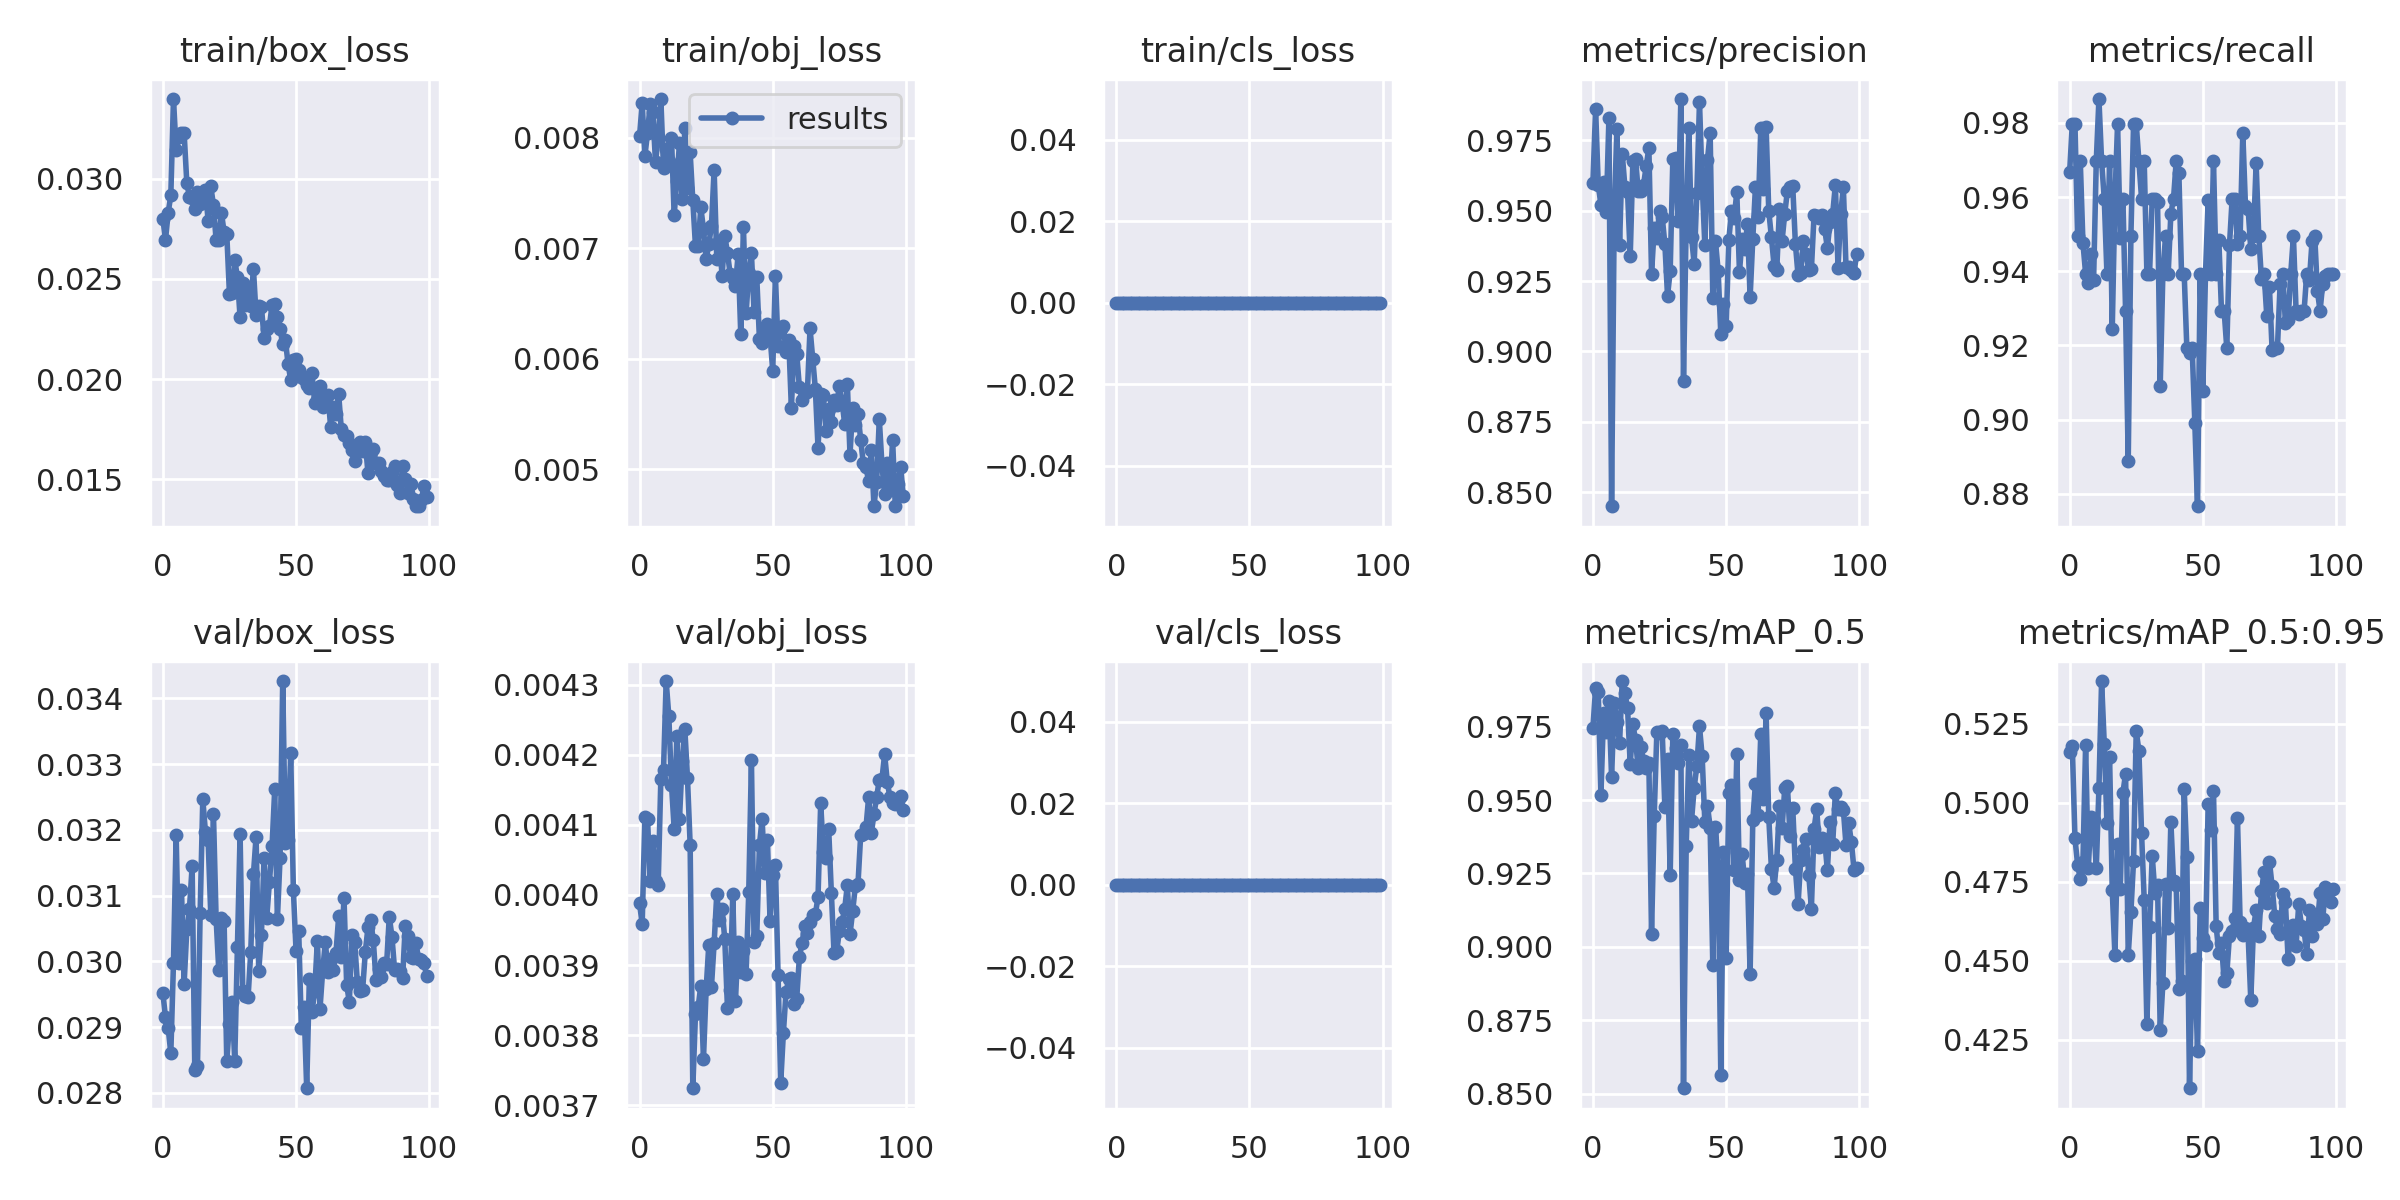 train/box_loss
train/obj_loss
train/cls_loss
metrics/precision
metrics/recall
results
0.030
0.025
0.020
0.015
0 50 100
0.008
0.007
0.006
0.005
0 50 100
0.04
0.02
0.00
−0.02
−0.04
0 50 100
0.975
0.950
0.925
0.900
0.875
0.850
0 50 100
0.98
0.96
0.94
0.92
0.90
0.88
0 50 100
val/box_loss
val/obj_loss
val/cls_loss
metrics/mAP_0.5
metrics/mAP_0.5:0.95
0.034
0.033
0.032
0.031
0.030
0.029
0.028
0 50 100
0.0043
0.0042
0.0041
0.0040
0.0039
0.0038
0.0037
0 50 100
0.04
0.02
0.00
−0.02
−0.04
0 50 100
0.975
0.950
0.925
0.900
0.875
0.850
0 50 100
0.525
0.500
0.475
0.450
0.425
0 50 100